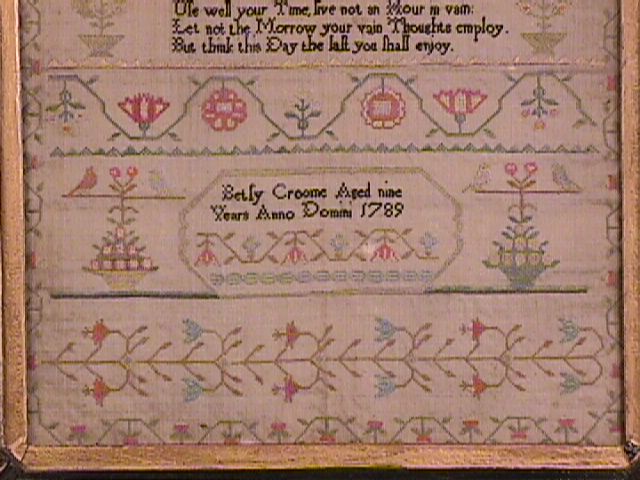 Uſe well your Time, live not an Hour in vain:
Let not the Morrow your vain Thoughts employ.
But think this Day the laſt you ſhall enjoy.
Betſy Croome Aged nine
Years Anno Domini 1789